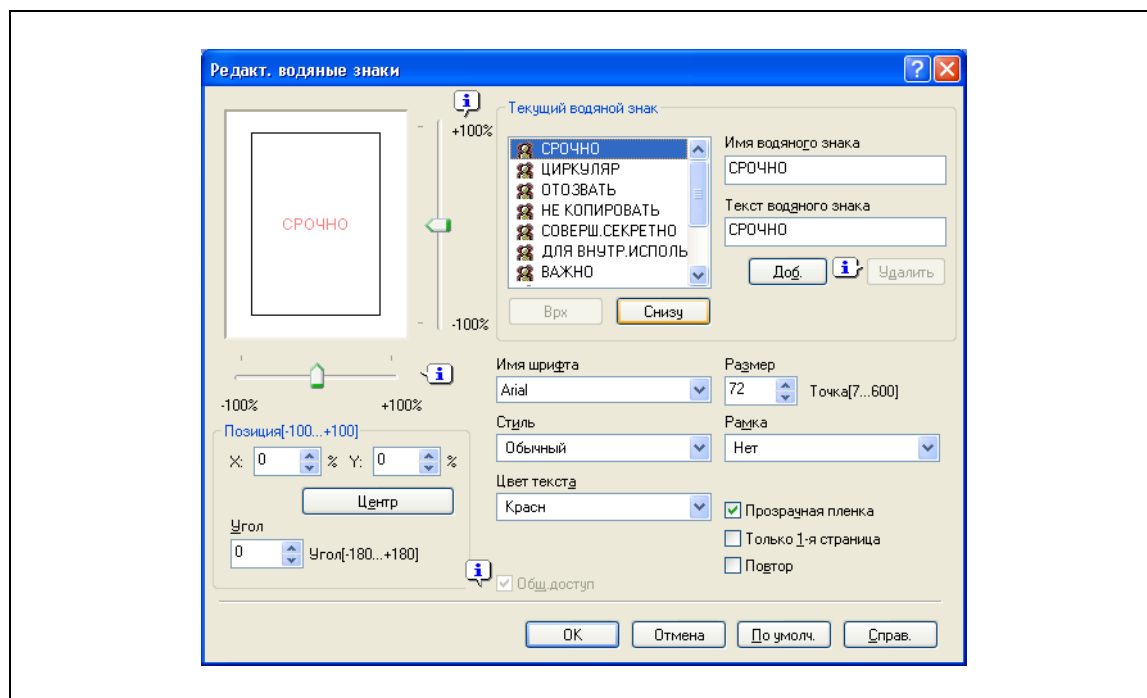 Редакт. водяные знаки
+100%
СРОЧНО
-100%
-100%
+100%
Позиция[-100...+100]
X: 0 % Y: 0 %
Центр
Угол
0 Угол[-180...+180]
Текущий водяной знак
СРОЧНО
ЦИРКУЛЯР
ОТОЗВАТЬ
НЕ КОПИРОВАТЬ
СОВЕРШ.СЕКРЕТНО
ДЛЯ ВНУТР.ИСПОЛЬ
ВАЖНО
Врх Снизу
Имя водяного знака
СРОЧНО
Текст водяного знака
СРОЧНО
Доб. Удалить
Имя шрифта
Arial
Размер
72 Точка[7...600]
Стиль
Обычный
Рамка
Нет
Цвет текста
Красн
Прозрачная пленка
Только 1-я страница
Повтор
Общ.доступ
OK Отмена По умолч. Справ.